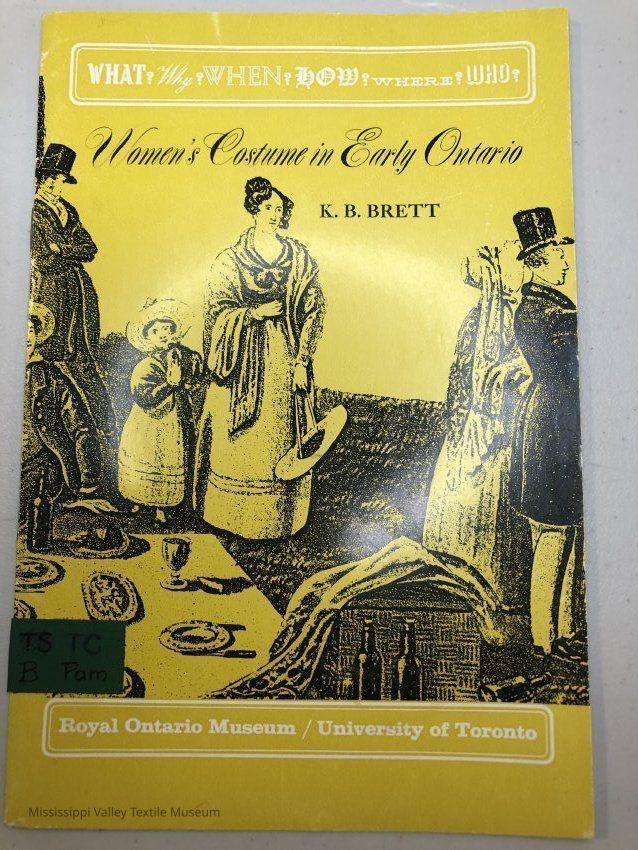 WHAT? Why? WHEN? HOW? WHERE? WHO?
Women's Costume in Early Ontario
K. B. BRETT
TS TC
B Pam
Royal Ontario Museum / University of Toronto
Mississippi Valley Textile Museum